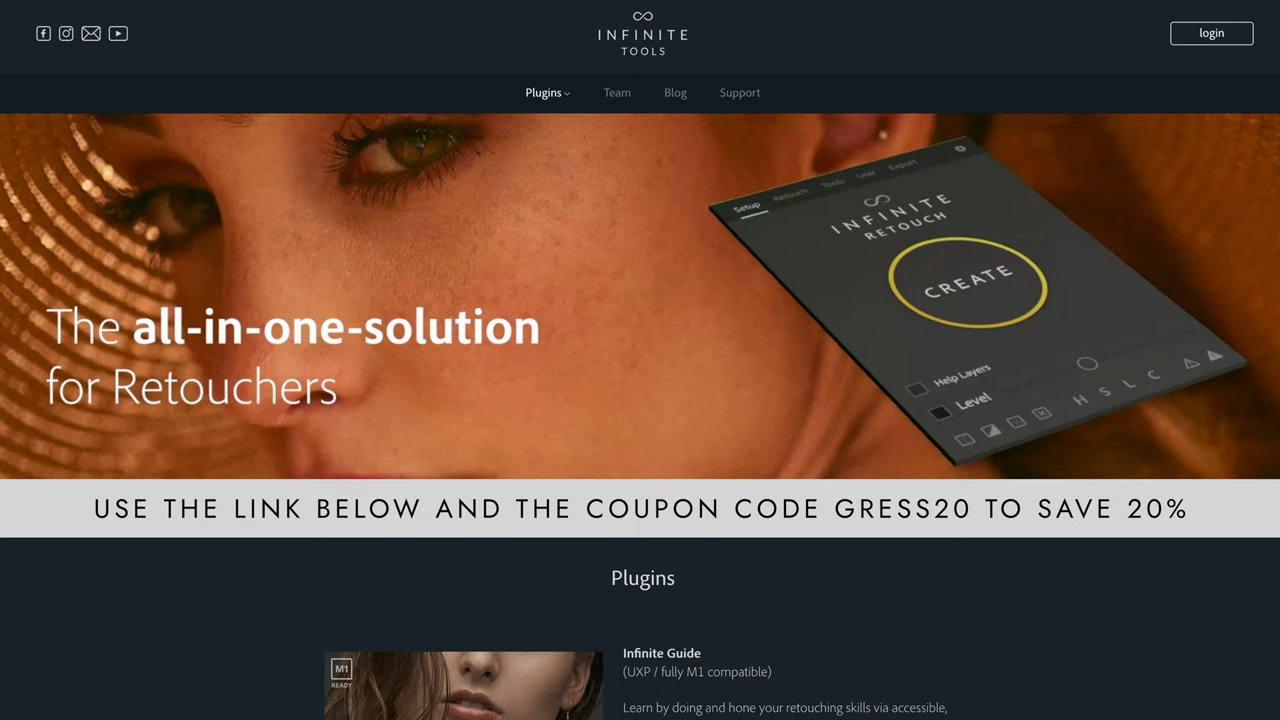 INFINITE
TOOLS
login
Plugins
Team
Blog
Support
Setup
Retouch
Tools
User
Export
INFINITE
RETOUCH
CREATE
Help Layers
Level
H S L C
The all-in-one-solution
for Retouchers
USE THE LINK BELOW AND THE COUPON CODE GRESS20 TO SAVE 20%
Plugins
M1
READY
Infinite Guide
(UXP / fully M1 compatible)
Learn by doing and hone your retouching skills via accessible,